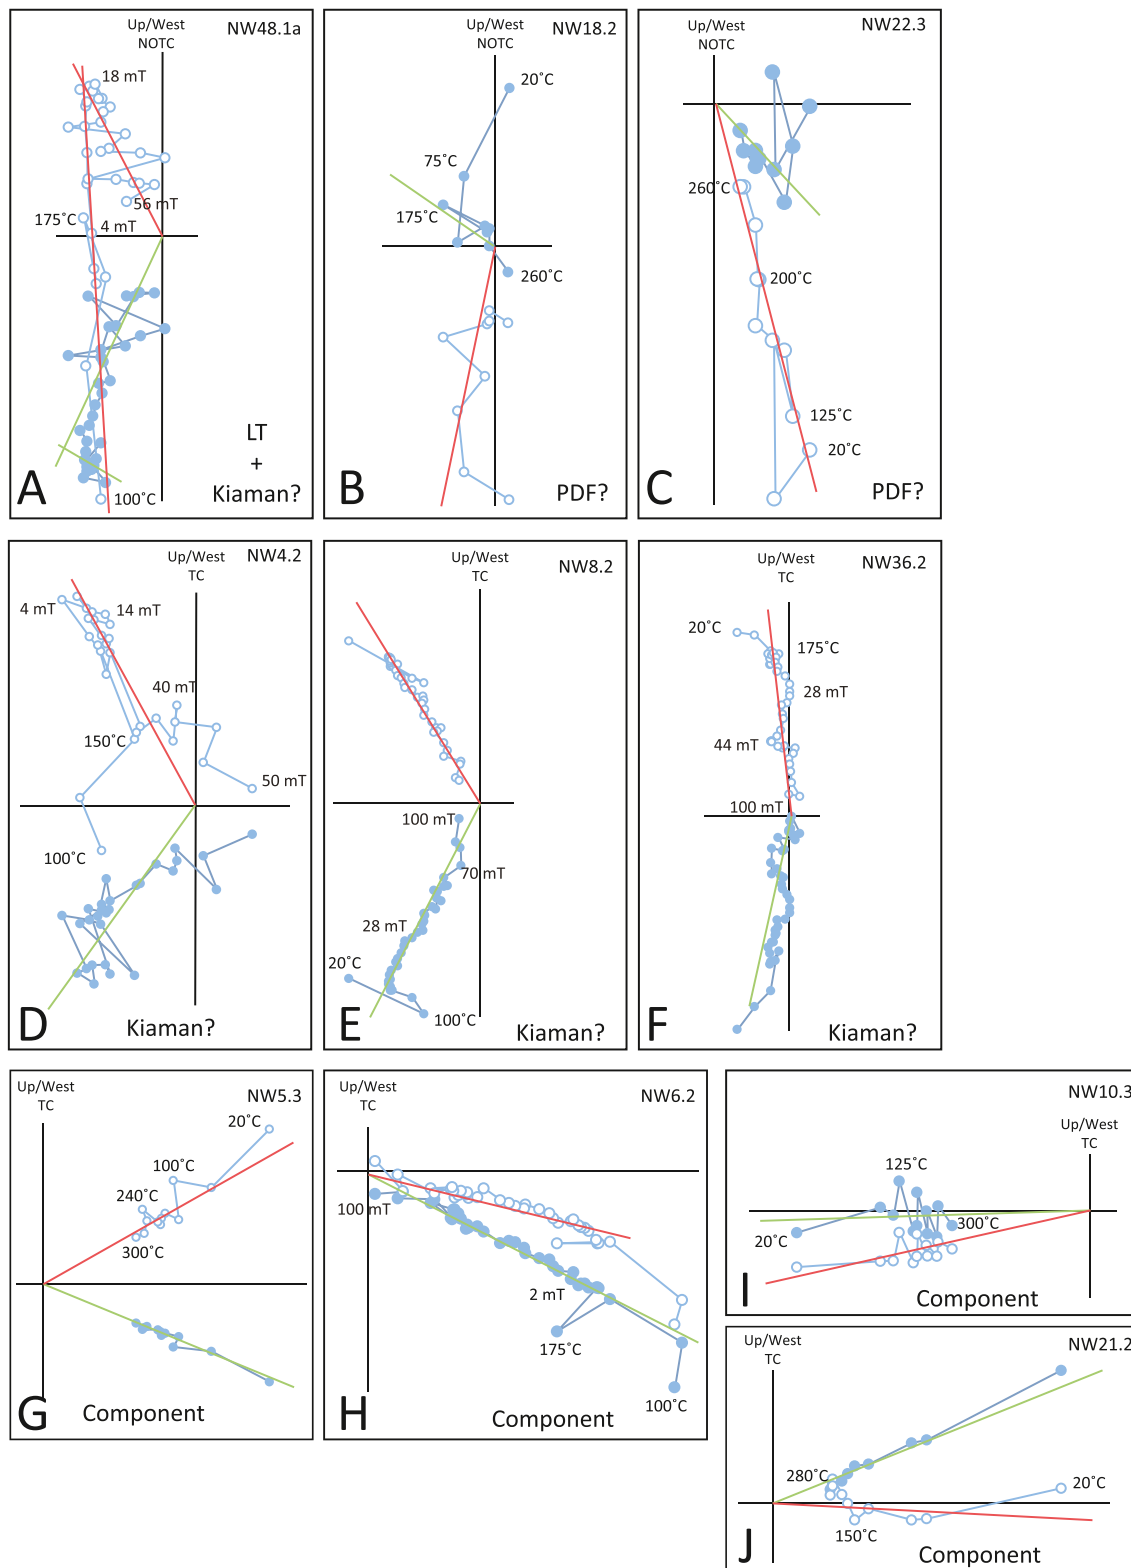 Up/West
NOTC
NW48.1a
18 mT
56 mT
175˚C
4 mT
100˚C
LT
+
Kiaman?
A
Up/West
NOTC
NW18.2
20˚C
75˚C
175˚C
260˚C
B
PDF?
Up/West
NOTC
NW22.3
260˚C
200˚C
125˚C
20˚C
C
PDF?
Up/West
TC
NW4.2
4 mT
14 mT
40 mT
150˚C
50 mT
100˚C
D
Kiaman?
Up/West
TC
NW8.2
100 mT
70 mT
28 mT
20˚C
100˚C
E
Kiaman?
Up/West
TC
NW36.2
20˚C
175˚C
28 mT
44 mT
100 mT
F
Kiaman?
Up/West
TC
NW5.3
20˚C
100˚C
240˚C
300˚C
G
Component
Up/West
TC
NW6.2
100 mT
2 mT
175˚C
100˚C
H
Component
NW10.3
Up/West
TC
125˚C
20˚C
300˚C
I
Component
Up/West
TC
NW21.2
280˚C
20˚C
150˚C
J
Component